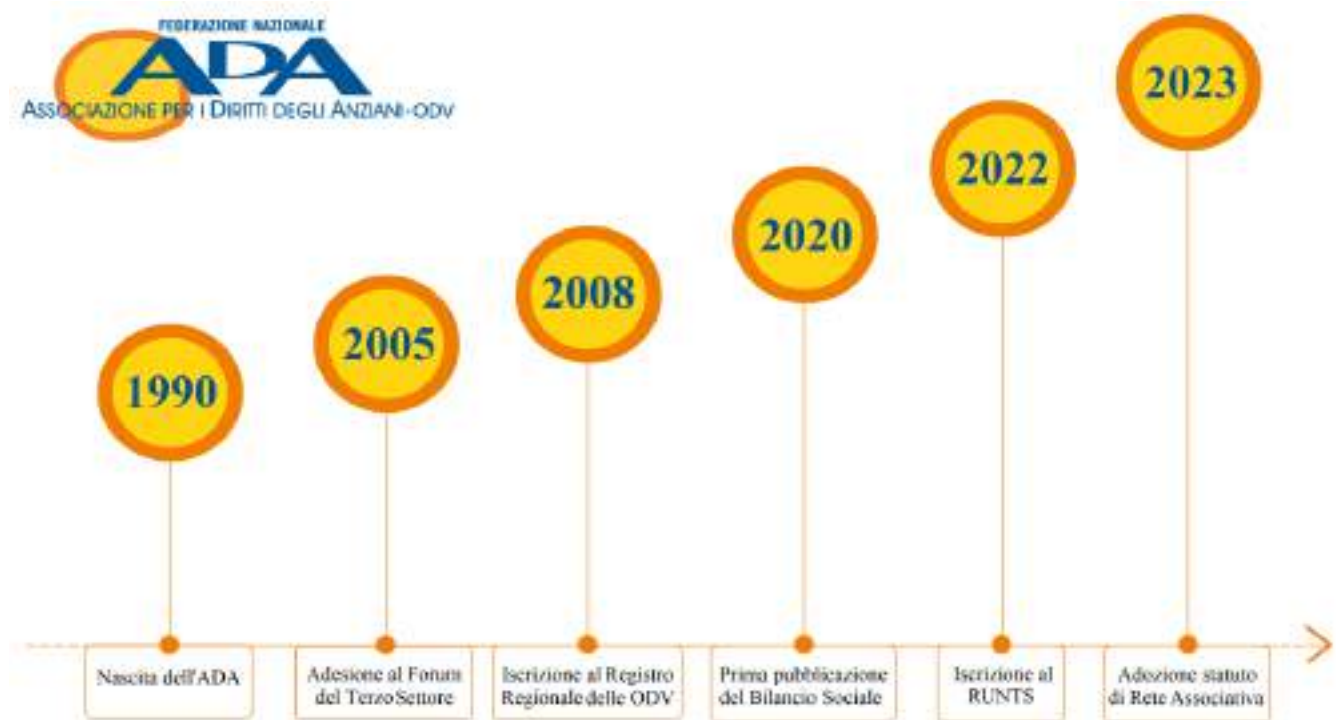 FEDERAZIONE NAZIONALE
ADA
ASSOCIAZIONE PER I DIRITTI DEGLI ANZIANI-ODV
1990
2005
2008
2020
2022
2023
Nascita dell'ADA
Adesione al Forum
del Terzo Settore
Iscrizione al Registro
Regionale delle ODV
Prima pubblicazione
del Bilancio Sociale
Iscrizione al
RUNTS
Adozione statuto
di Rete Associativa